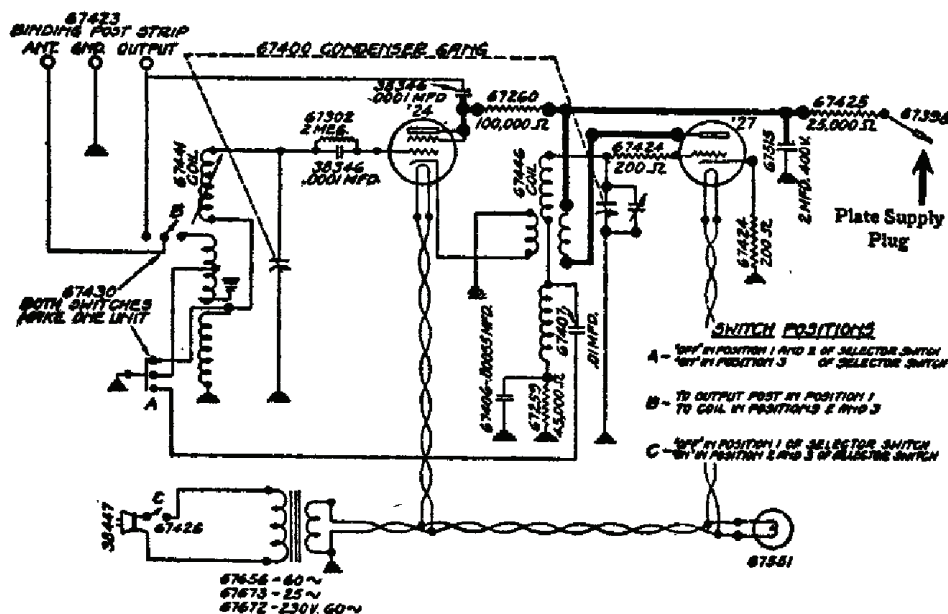 67423
BINDING POST STRIP
ANT. GND. OUTPUT
67400 CONDENSER GANG
38346
.0001 MFD.
'24
67260
100,000 Ω
67425
25,000 Ω
67302
2 MEG.
38346
.0001 MFD.
67441
COIL
67446
COIL
67424
200 Ω
'27
2 MFD. 400V.
67424
200 Ω
Plate Supply
Plug
B
67430
BOTH SWITCHES
MAKE ONE UNIT
A
67406-.00055 MFD.
67259
45,000 Ω
67407
.01 MFD.
SWITCH POSITIONS
A- "OFF" IN POSITION 1 AND 2 OF SELECTOR SWITCH
"ON" IN POSITION 3 OF SELECTOR SWITCH
B- TO OUTPUT POST IN POSITION 1
TO COIL IN POSITIONS 2 AND 3
C- "OFF" IN POSITION 1 OF SELECTOR SWITCH
"ON" IN POSITION 2 AND 3 OF SELECTOR SWITCH
38447
C
67426
67656-60~
67673-25~
67672-230V. 60~
67551